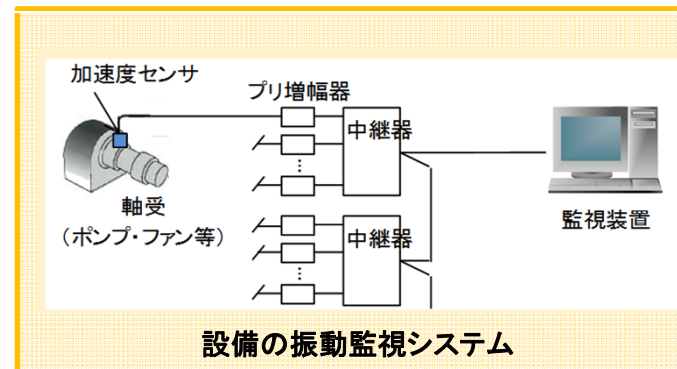 加速度センサ
プリ増幅器
中継器
軸受
(ポンプ・ファン等)
監視装置
中継器
設備の振動監視システム